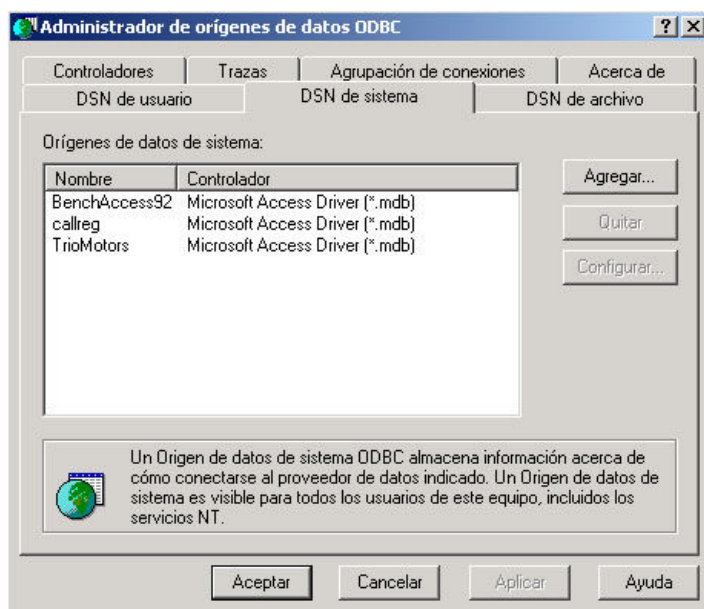 Administrador de orígenes de datos ODBC
Controladores Trazas Agrupación de conexiones Acerca de
DSN de usuario DSN de sistema DSN de archivo
Orígenes de datos de sistema:
Nombre Controlador
BenchAccess92 Microsoft Access Driver (*.mdb)
callreg Microsoft Access Driver (*.mdb)
TrioMotors Microsoft Access Driver (*.mdb)
Agregar...
Quitar
Configurar...
Un Origen de datos de sistema ODBC almacena información acerca de
cómo conectarse al proveedor de datos indicado. Un Origen de datos de
sistema es visible para todos los usuarios de este equipo, incluidos los
servicios NT.
Aceptar Cancelar Aplicar Ayuda